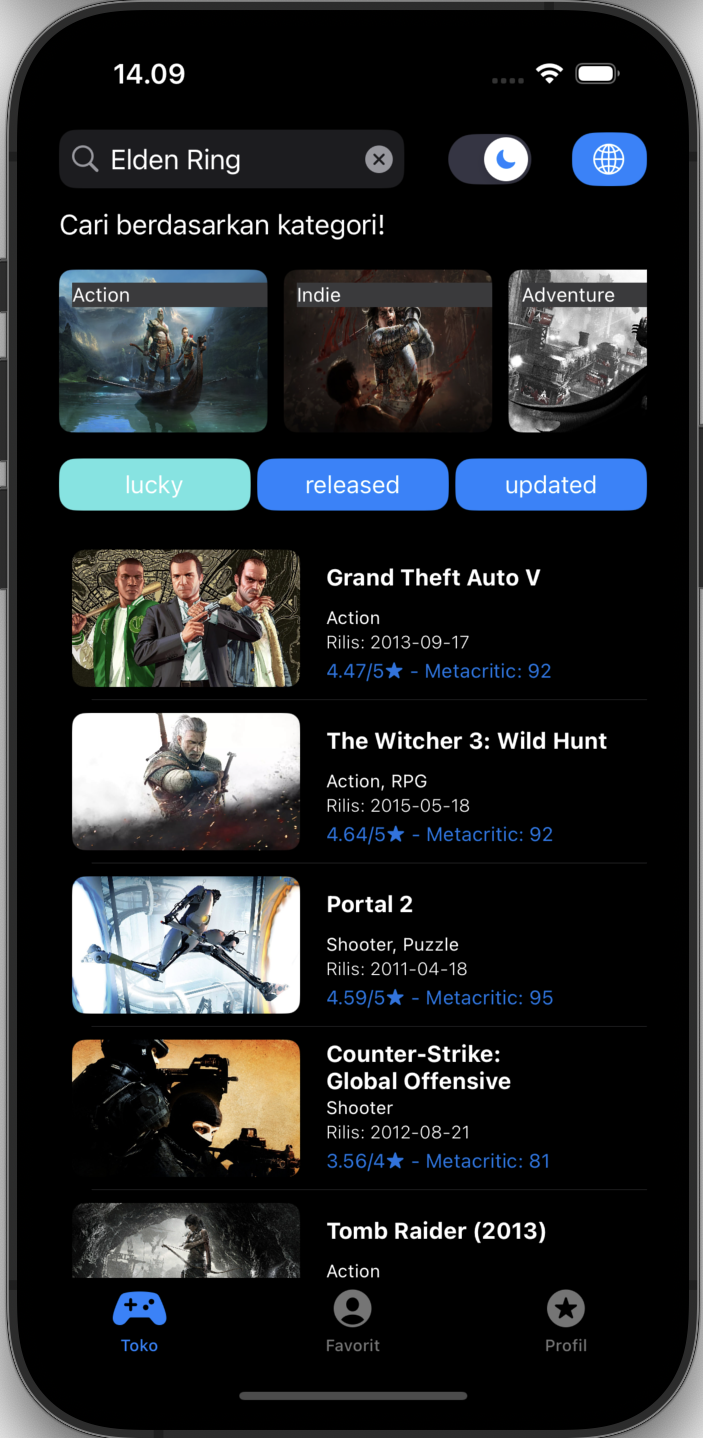 14.09
Elden Ring
Cari berdasarkan kategori!
Action
Indie
Adventure
lucky
released
updated
Grand Theft Auto V
Action
Rilis: 2013-09-17
4.47/5★ - Metacritic: 92
The Witcher 3: Wild Hunt
Action, RPG
Rilis: 2015-05-18
4.64/5★ - Metacritic: 92
Portal 2
Shooter, Puzzle
Rilis: 2011-04-18
4.59/5★ - Metacritic: 95
Counter-Strike:
Global Offensive
Shooter
Rilis: 2012-08-21
3.56/4★ - Metacritic: 81
Tomb Raider (2013)
Action
Toko
Favorit
Profil